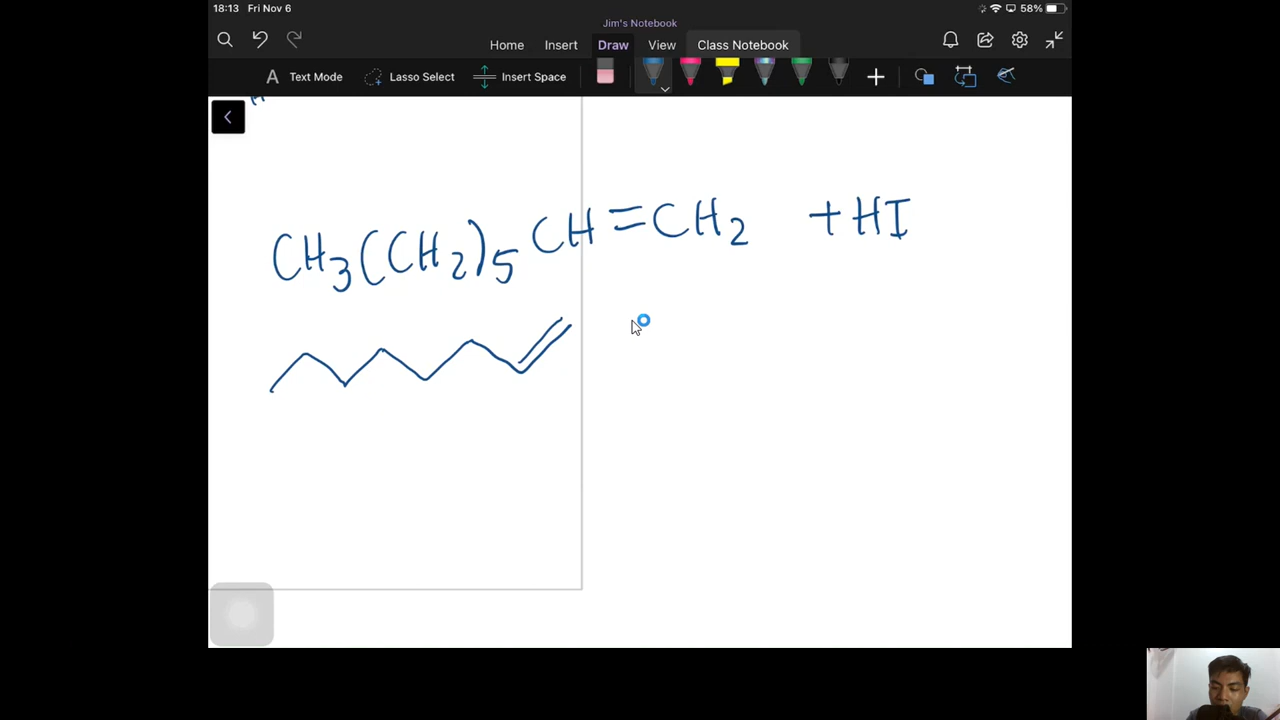 18:13 Fri Nov 6 58%
Jim's Notebook
Home Insert Draw View Class Notebook
A Text Mode Lasso Select Insert Space
CH₃(CH₂)₅CH=CH₂ +HI